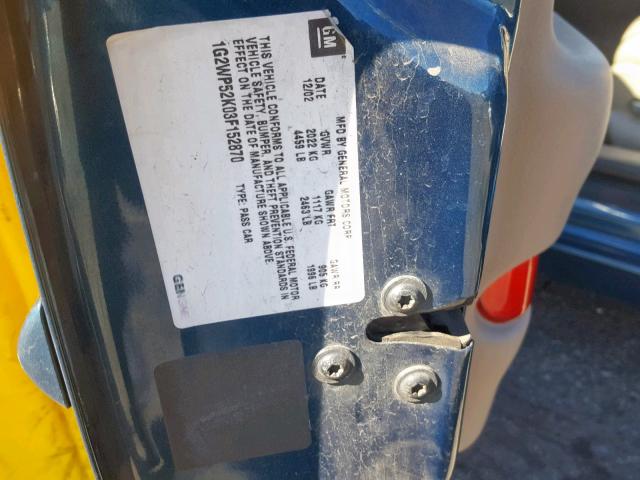 GM
MFD BY GENERAL MOTORS CORP
DATE GVWR GAWR FRT GAWR RR
12/02 2022 KG 1117 KG 905 KG
4459 LB 2463 LB 1996 LB
THIS VEHICLE CONFORMS TO ALL APPLICABLE U.S. FEDERAL MOTOR
VEHICLE SAFETY, BUMPER, AND THEFT PREVENTION STANDARDS IN
EFFECT ON THE DATE OF MANUFACTURE SHOWN ABOVE.
1G2WP52K03F152870 TYPE: PASS CAR